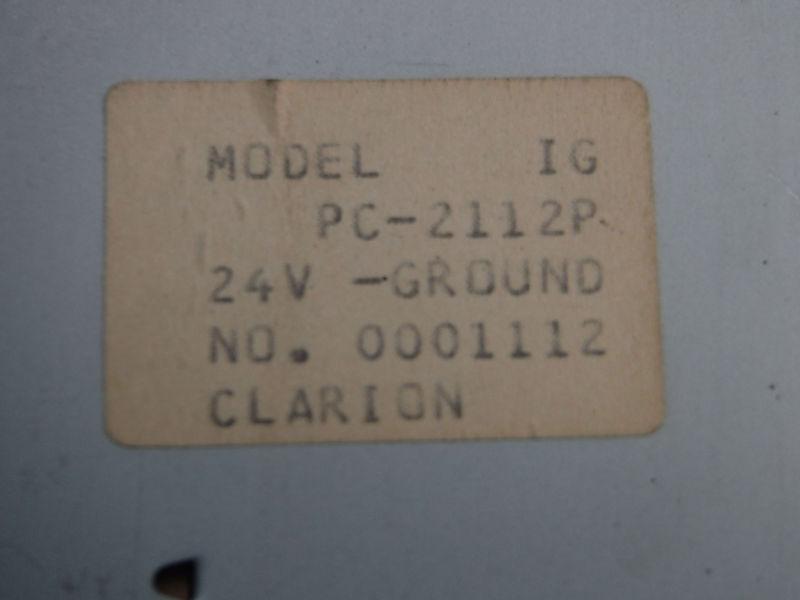 MODEL IG
PC-2112P
24V -GROUND
NO. 0001112
CLARION